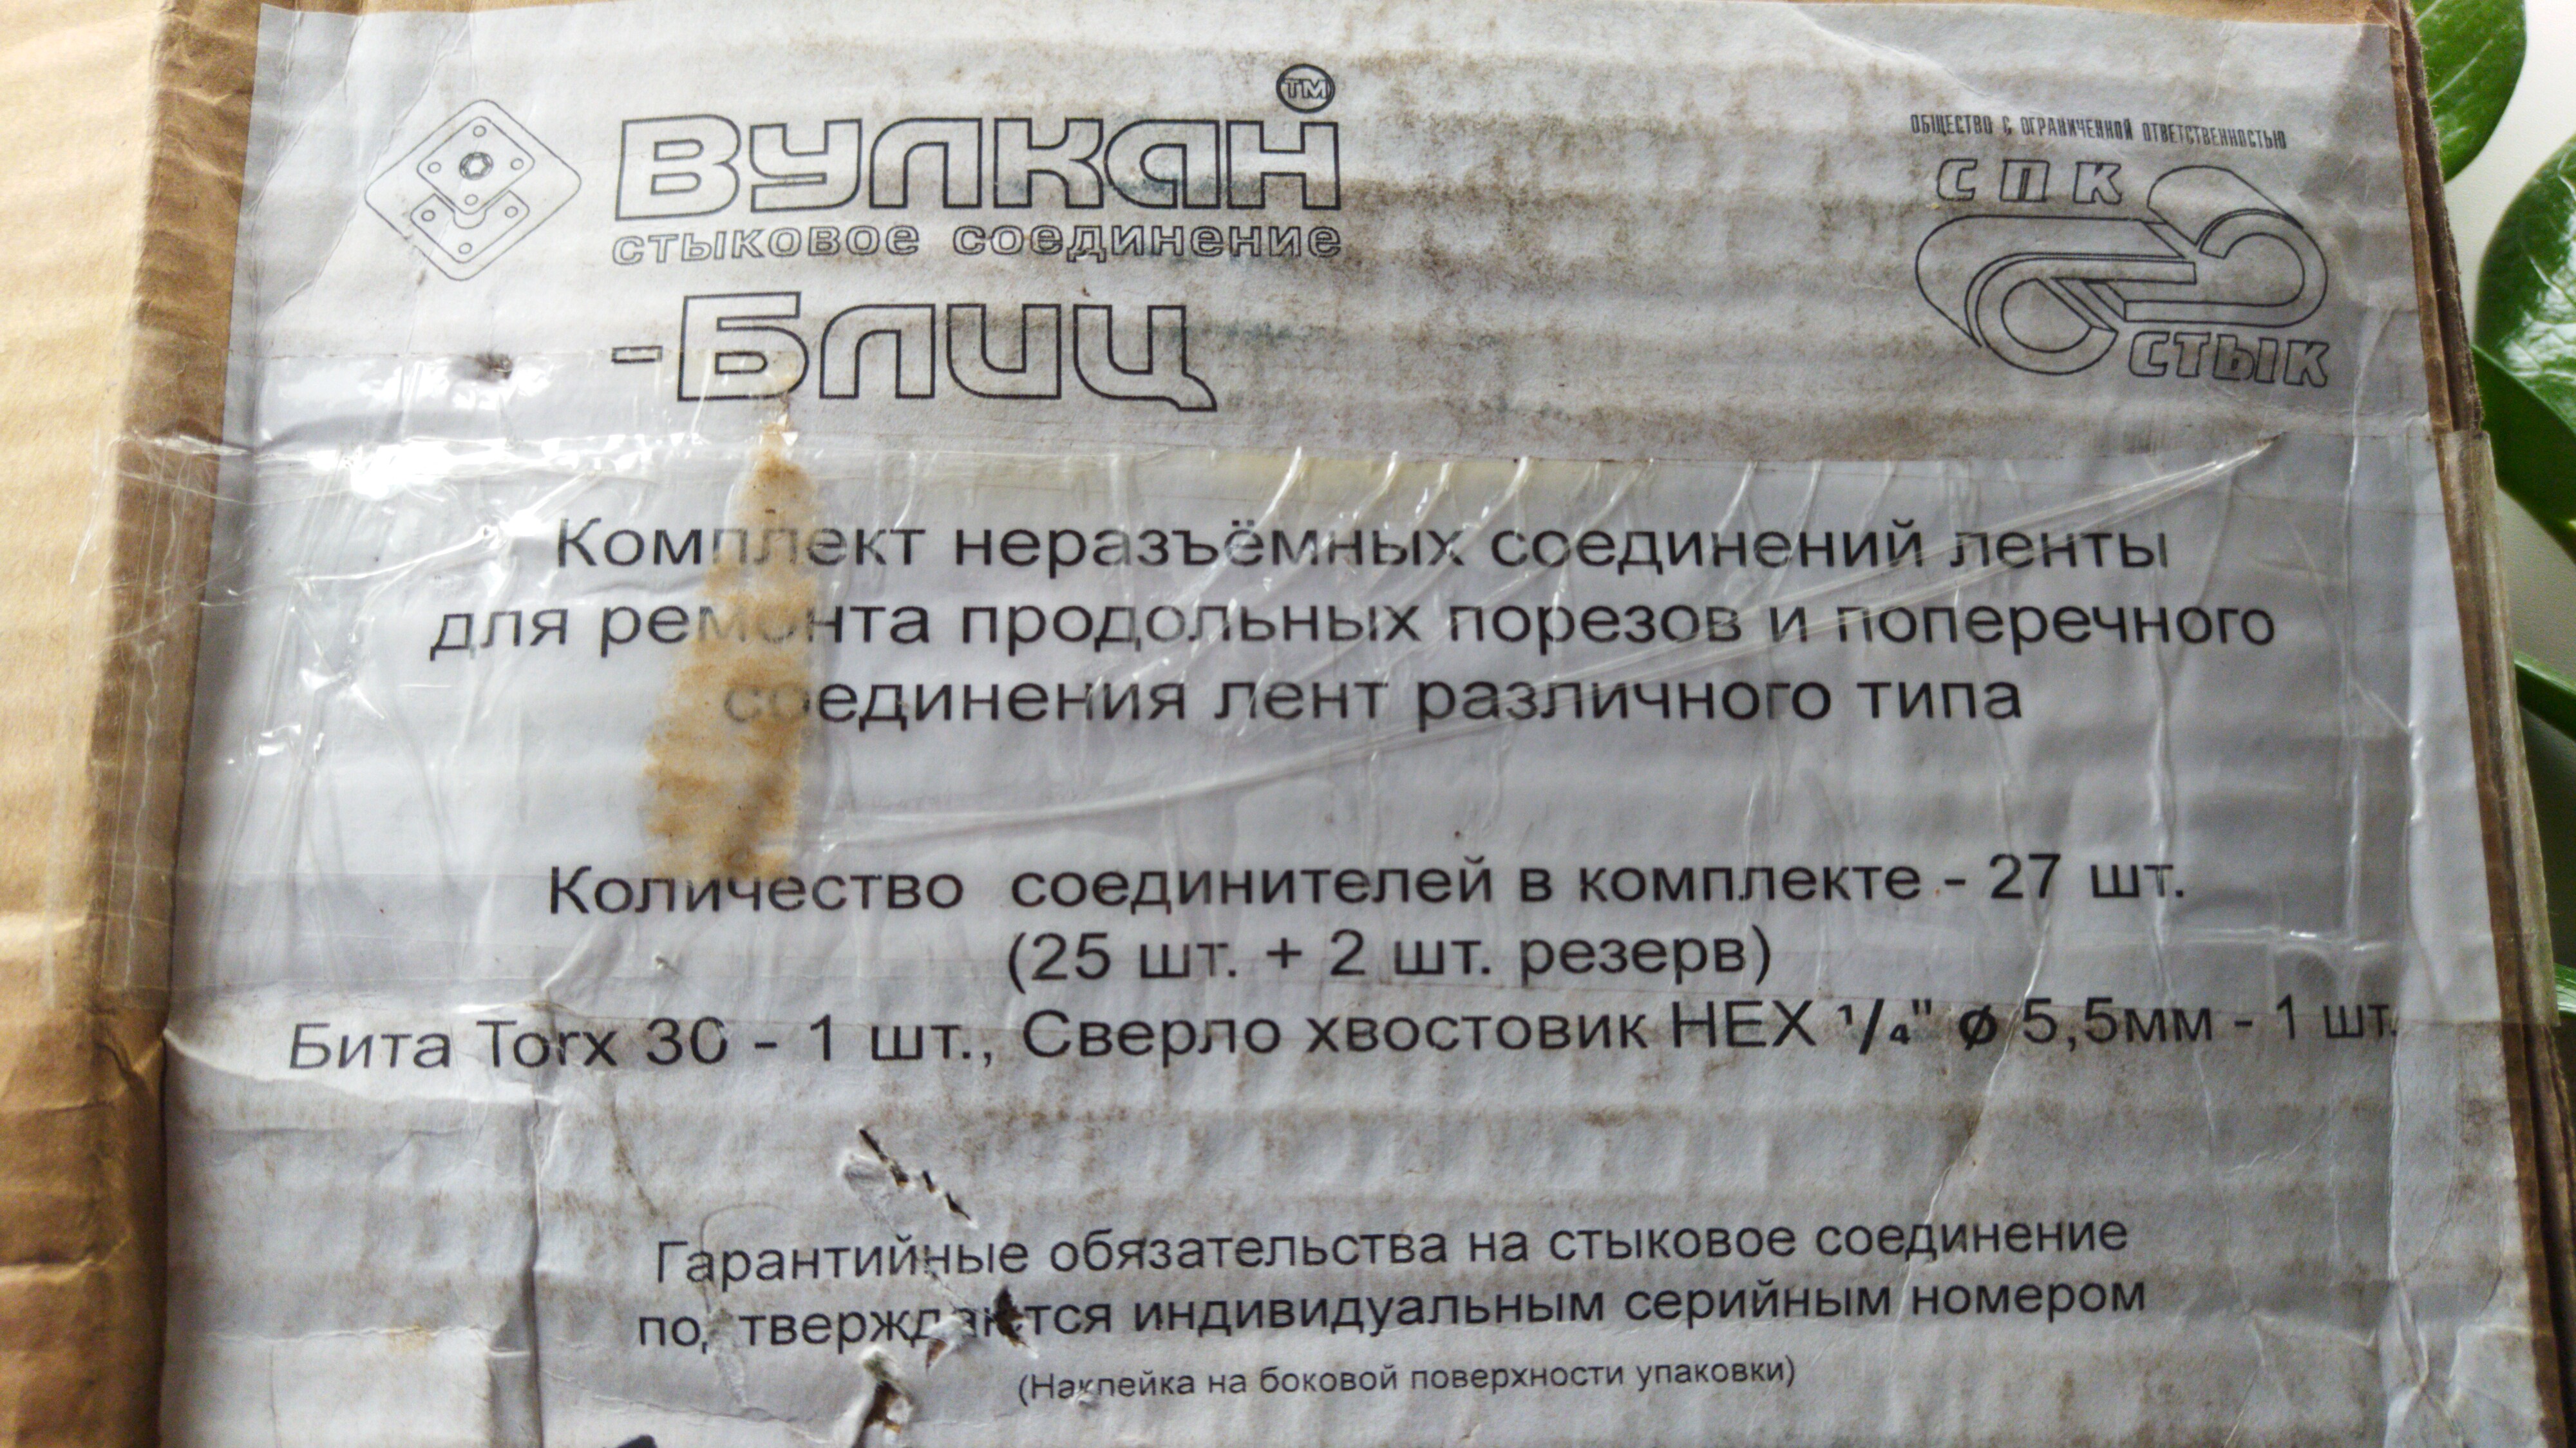 ВУЛКАН TM
СТЫКОВОЕ СОЕДИНЕНИЕ
-БЛИЦ
ОБЩЕСТВО С ОГРАНИЧЕННОЙ ОТВЕТСТВЕННОСТЬЮ
СПК
СТЫК
Комплект неразъёмных соединений ленты
для ремонта продольных порезов и поперечного
соединения лент различного типа
Количество соединителей в комплекте - 27 шт.
(25 шт. + 2 шт. резерв)
Бита Torx 30 - 1 шт., Сверло хвостовик HEX ¹/₄" ø 5,5мм - 1 шт.
Гарантийные обязательства на стыковое соединение
подтверждаются индивидуальным серийным номером
(Наклейка на боковой поверхности упаковки)